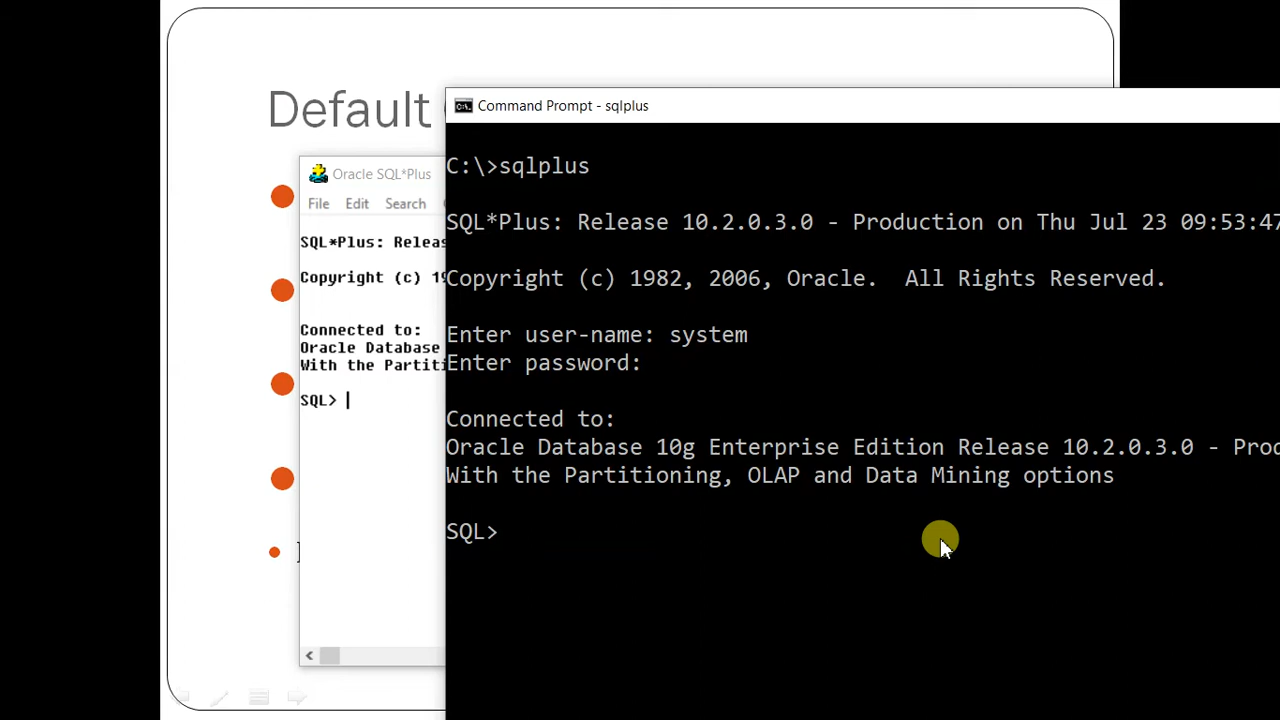 Default
Oracle SQL*Plus
File Edit Search
SQL*Plus: Releas
Copyright (c) 19
Connected to:
Oracle Database
With the Partiti
SQL>
Command Prompt - sqlplus
C:\>sqlplus
SQL*Plus: Release 10.2.0.3.0 - Production on Thu Jul 23 09:53:47
Copyright (c) 1982, 2006, Oracle. All Rights Reserved.
Enter user-name: system
Enter password:
Connected to:
Oracle Database 10g Enterprise Edition Release 10.2.0.3.0 - Prod
With the Partitioning, OLAP and Data Mining options
SQL>